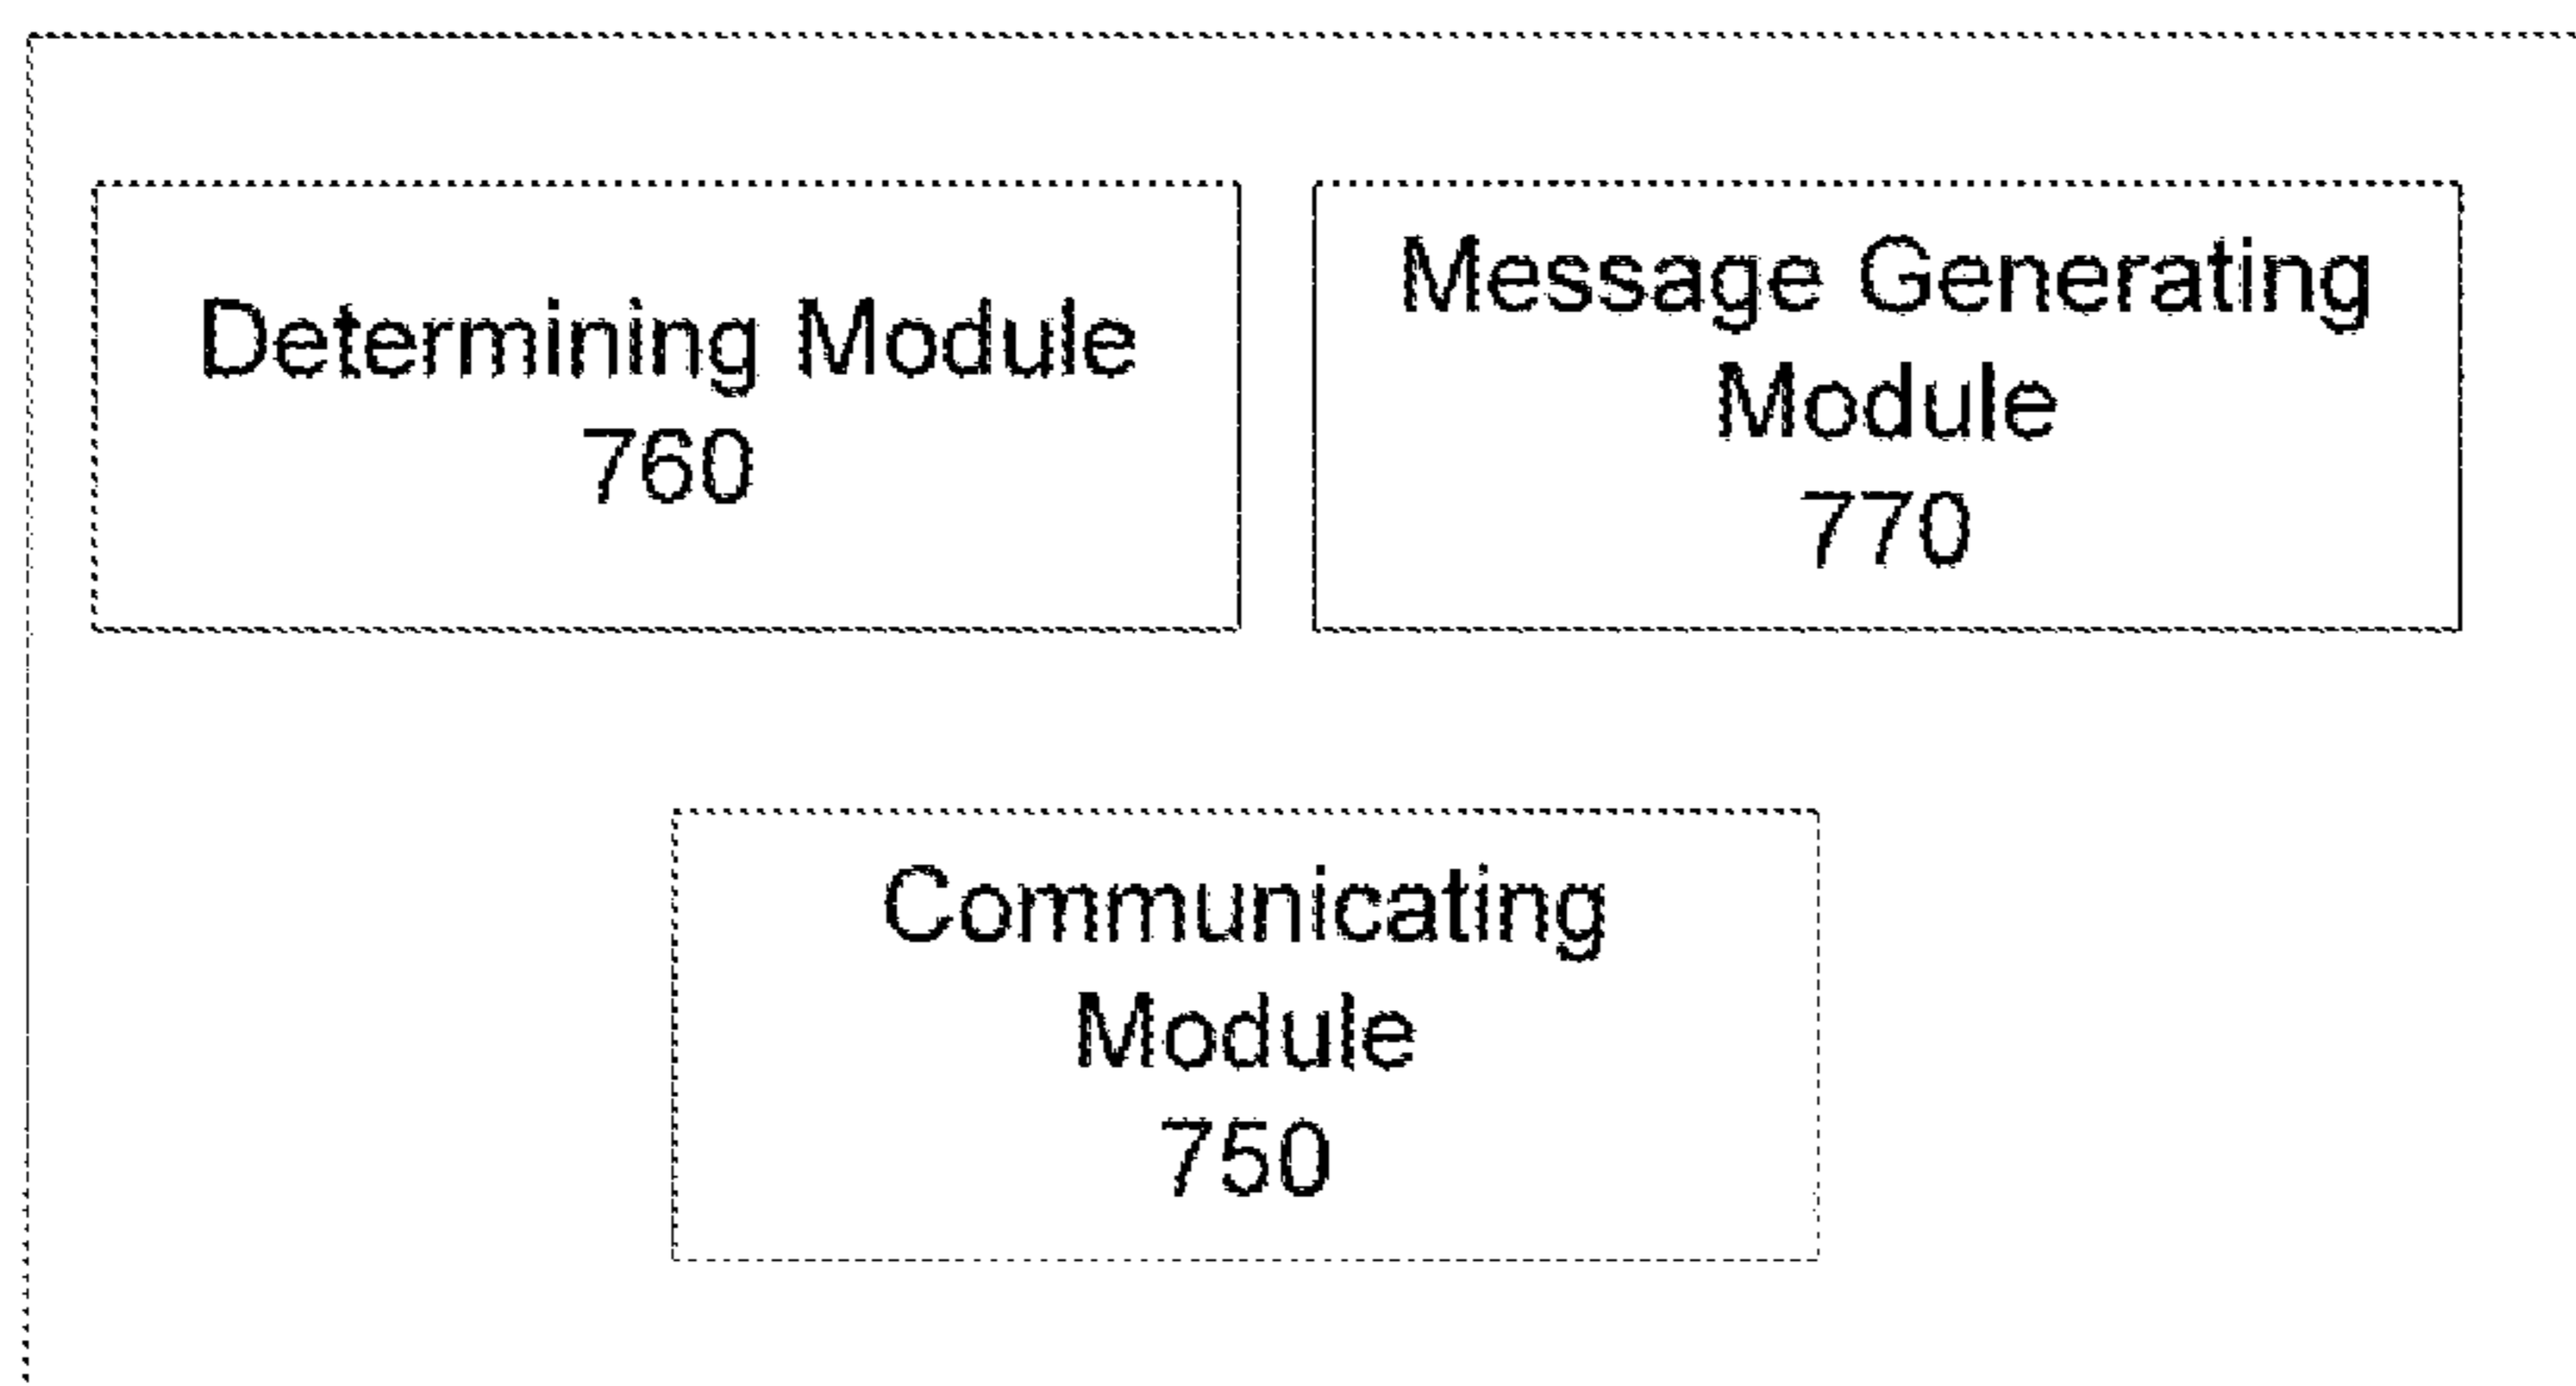 Determining Module
760
Message Generating
Module
770
Communicating
Module
750